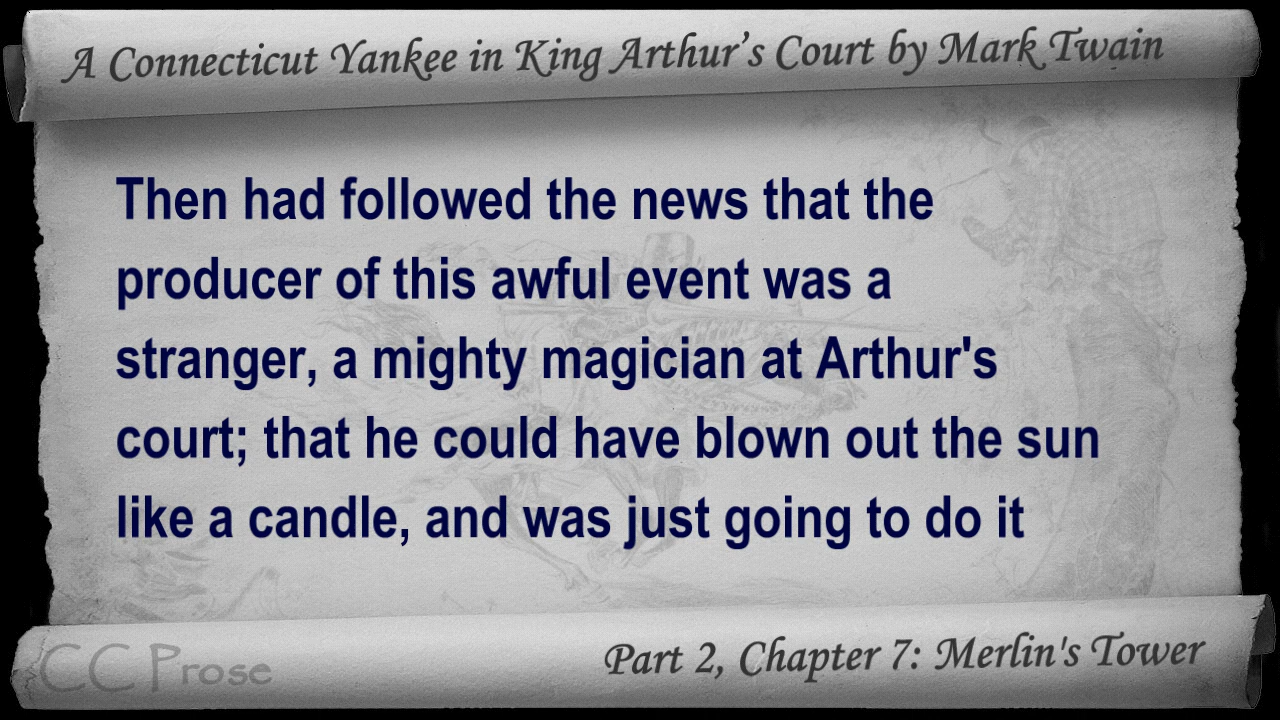 A Connecticut Yankee in King Arthur's Court by Mark Twain
Then had followed the news that the
producer of this awful event was a
stranger, a mighty magician at Arthur's
court; that he could have blown out the sun
like a candle, and was just going to do it
CC Prose
Part 2, Chapter 7: Merlin's Tower